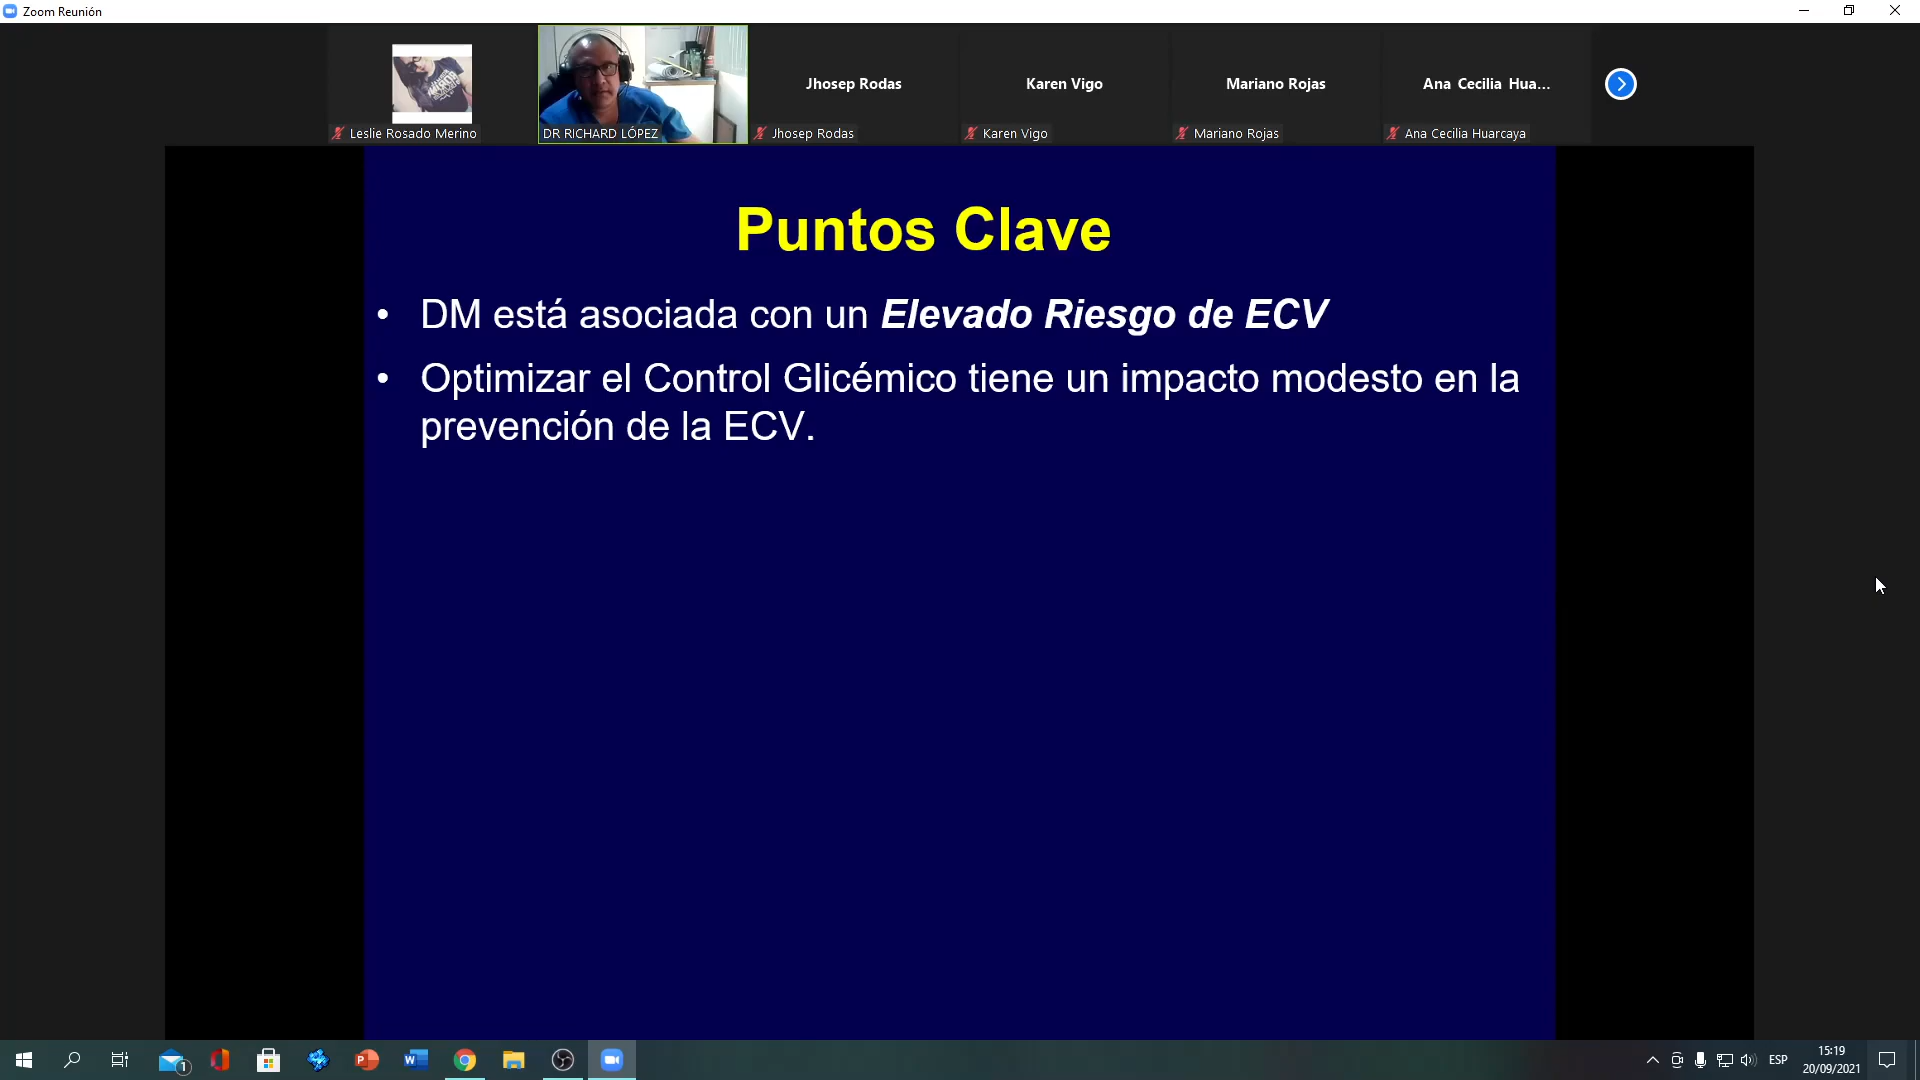 Zoom Reunión
Jhosep Rodas
Karen Vigo
Mariano Rojas
Ana Cecilia Hua...
Leslie Rosado Merino
DR RICHARD LÓPEZ
Jhosep Rodas
Karen Vigo
Mariano Rojas
Ana Cecilia Huarcaya
Puntos Clave
• DM está asociada con un Elevado Riesgo de ECV
• Optimizar el Control Glicémico tiene un impacto modesto en la
prevención de la ECV.
1
ESP
15:19
20/09/2021